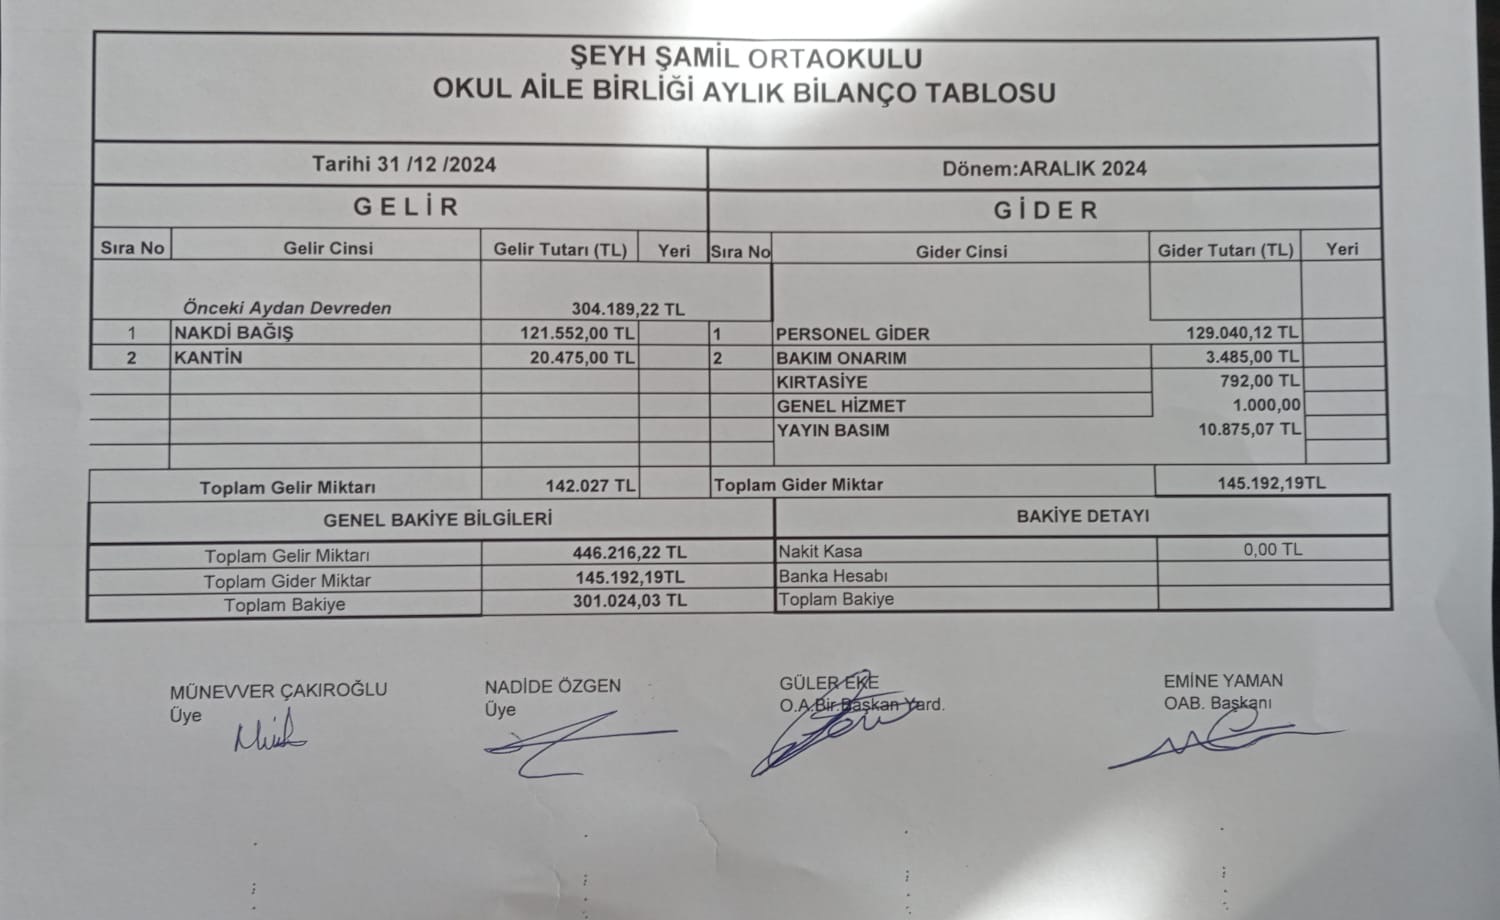 ŞEYH ŞAMİL ORTAOKULU
OKUL AİLE BİRLİĞİ AYLIK BİLANÇO TABLOSU
Tarihi 31 /12 /2024 Dönem:ARALIK 2024
GELİR GİDER
Sıra No Gelir Cinsi Gelir Tutarı (TL) Yeri Sıra No Gider Cinsi Gider Tutarı (TL) Yeri
Önceki Aydan Devreden 304.189,22 TL
1 NAKDİ BAĞIŞ 121.552,00 TL 1 PERSONEL GİDER 129.040,12 TL
2 KANTİN 20.475,00 TL 2 BAKIM ONARIM 3.485,00 TL
KIRTASİYE 792,00 TL
GENEL HİZMET 1.000,00
YAYIN BASIM 10.875,07 TL
Toplam Gelir Miktarı 142.027 TL Toplam Gider Miktar 145.192,19TL
GENEL BAKİYE BİLGİLERİ BAKİYE DETAYI
Toplam Gelir Miktarı 446.216,22 TL Nakit Kasa 0,00 TL
Toplam Gider Miktar 145.192,19TL Banka Hesabı
Toplam Bakiye 301.024,03 TL Toplam Bakiye
MÜNEVVER ÇAKIROĞLU NADİDE ÖZGEN GÜLER EKE EMİNE YAMAN
Üye Üye O.A.Bir.Başkan Yard. OAB. Başkanı